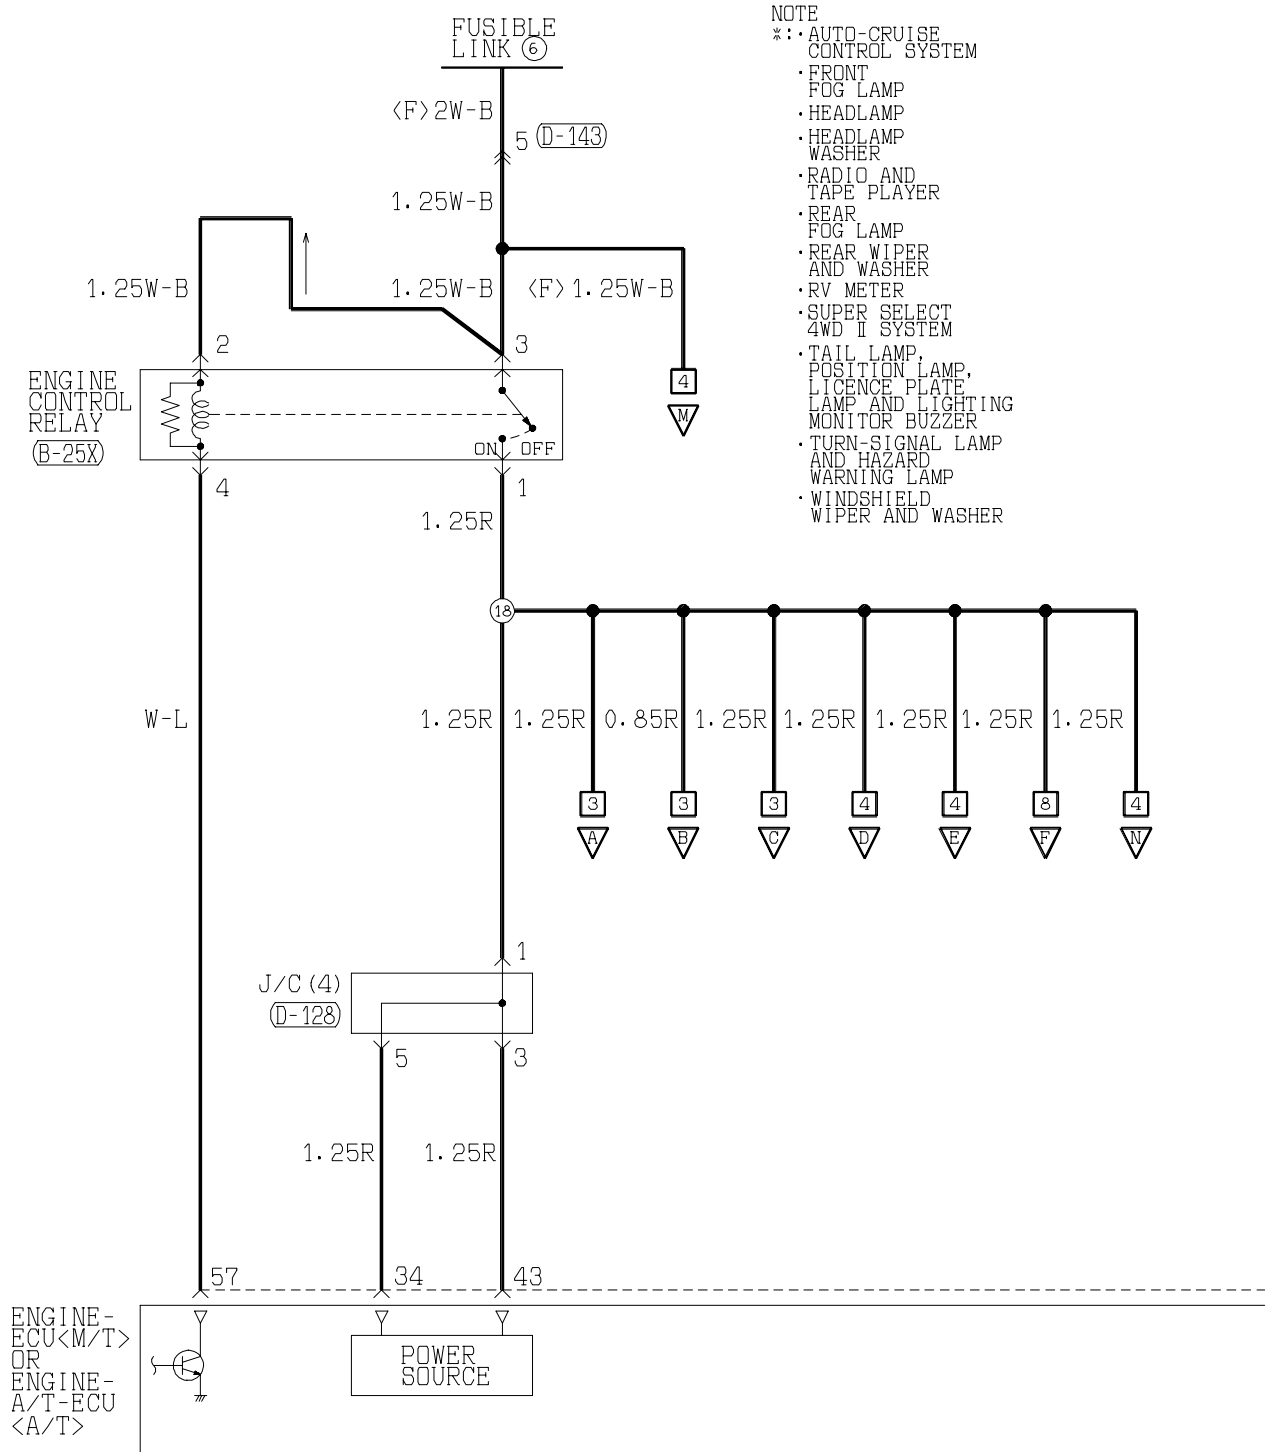 FUSIBLE
LINK 6
NOTE
*:・AUTO-CRUISE
CONTROL SYSTEM
・FRONT
FOG LAMP
・HEADLAMP
・HEADLAMP
WASHER
・RADIO AND
TAPE PLAYER
・REAR
FOG LAMP
・REAR WIPER
AND WASHER
・RV METER
・SUPER SELECT
4WD Ⅱ SYSTEM
・TAIL LAMP,
POSITION LAMP,
LICENCE PLATE
LAMP AND LIGHTING
MONITOR BUZZER
・TURN-SIGNAL LAMP
AND HAZARD
WARNING LAMP
・WINDSHIELD
WIPER AND WASHER
<F>2W-B
5 (D-143)
1.25W-B
1.25W-B 1.25W-B <F>1.25W-B
2 3
4
M
ENGINE
CONTROL
RELAY
(B-25X)
ON OFF
4 1
1.25R
18
W-L 1.25R 1.25R 0.85R 1.25R 1.25R 1.25R 1.25R 1.25R
3 3 3 4 4 8 4
A B C D E F N
1
J/C(4)
(D-128)
5 3
1.25R 1.25R
57 34 43
ENGINE-
ECU<M/T>
OR
ENGINE-
A/T-ECU
<A/T>
POWER
SOURCE